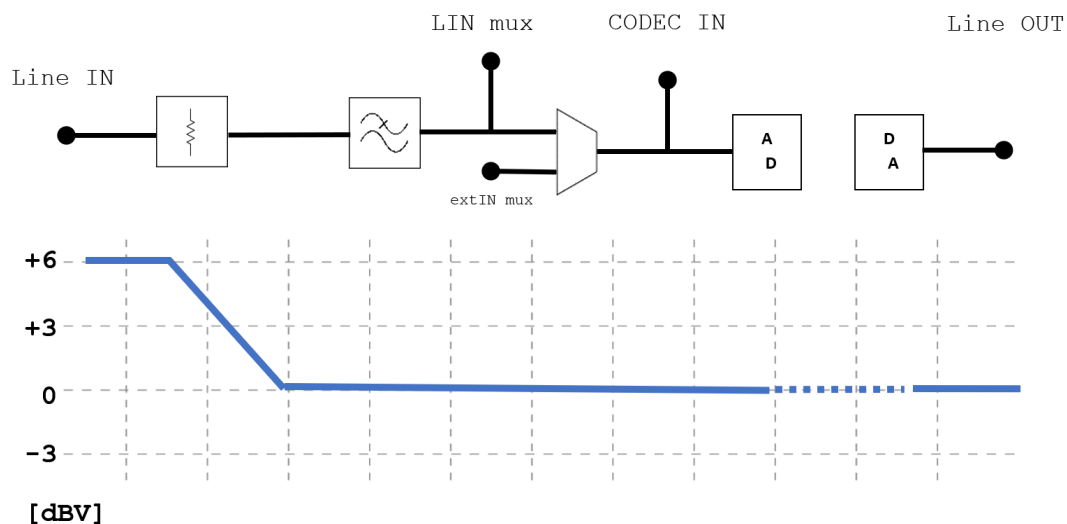 LIN mux
CODEC IN
Line OUT
Line IN
A
D
D
A
extIN mux
+6
+3
0
-3
[dBV]